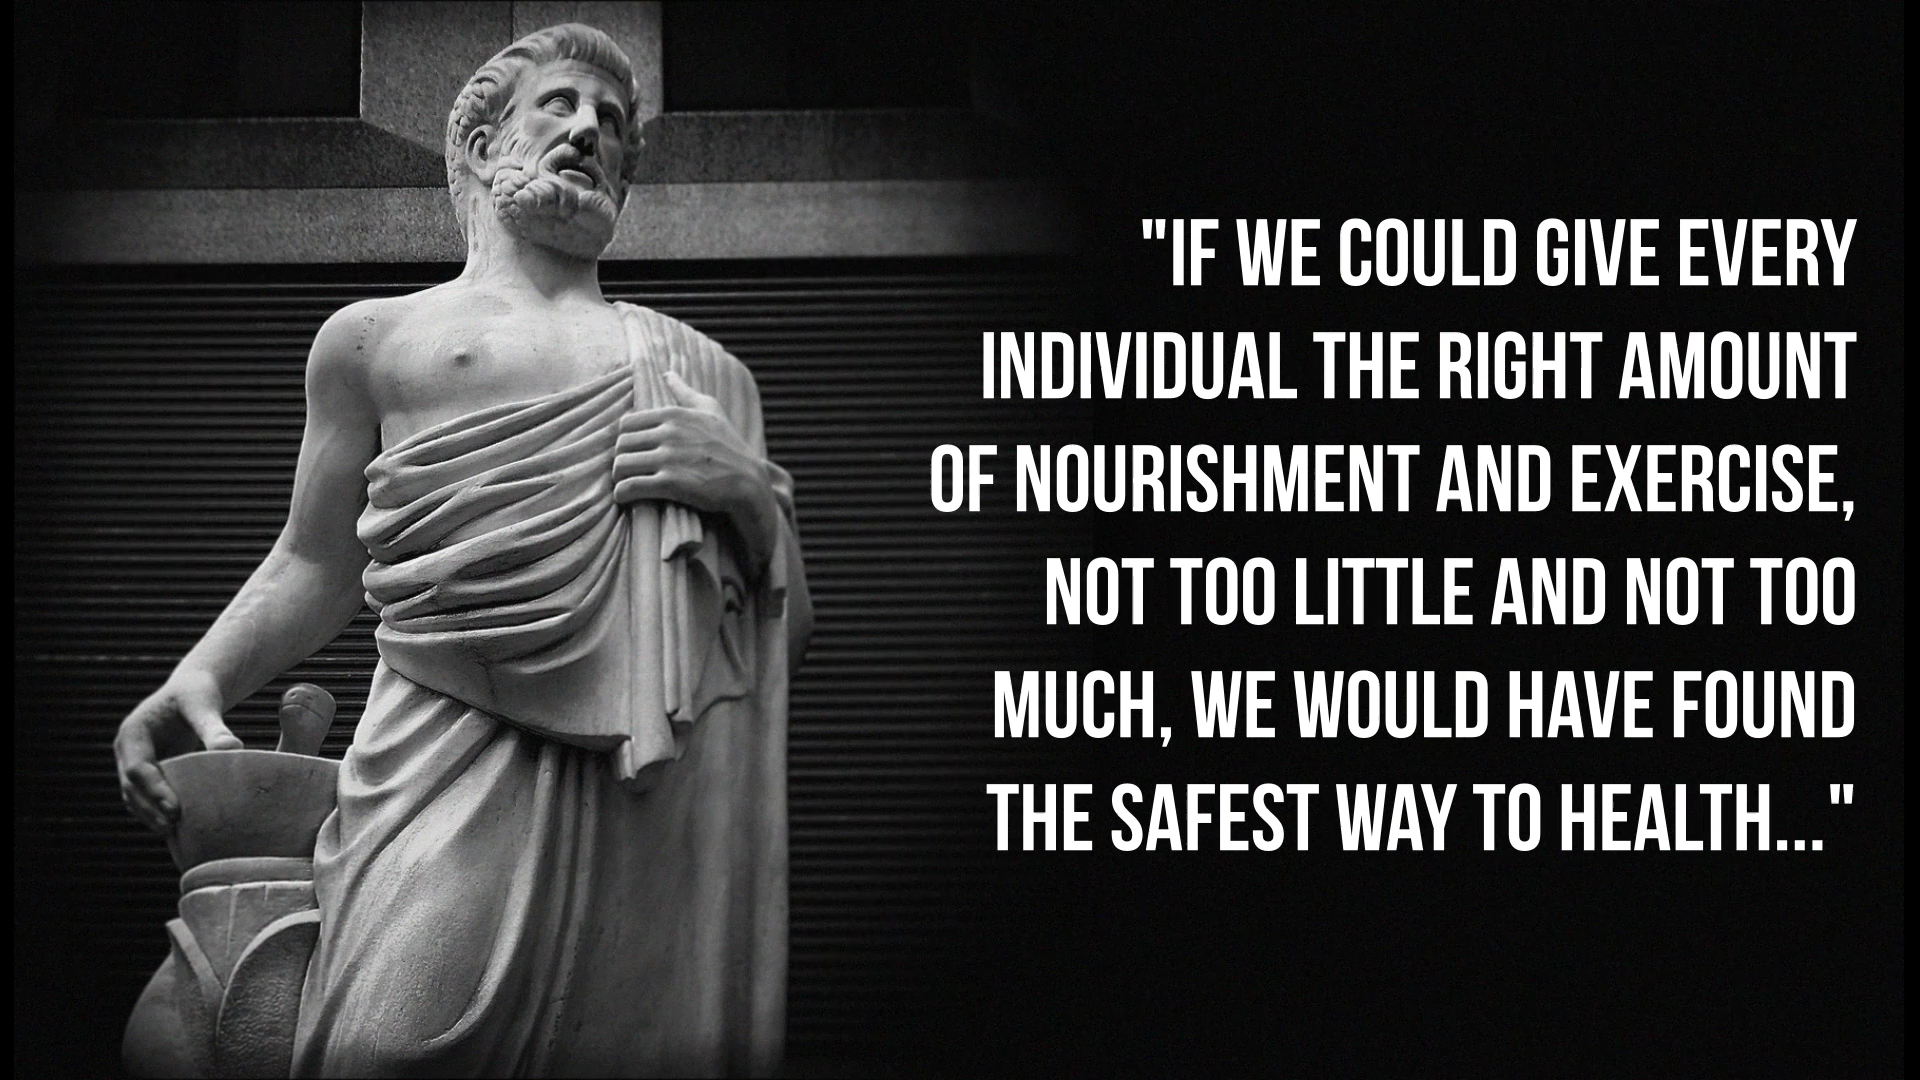 "IF WE COULD GIVE EVERY
INDIVIDUAL THE RIGHT AMOUNT
OF NOURISHMENT AND EXERCISE,
NOT TOO LITTLE AND NOT TOO
MUCH, WE WOULD HAVE FOUND
THE SAFEST WAY TO HEALTH..."